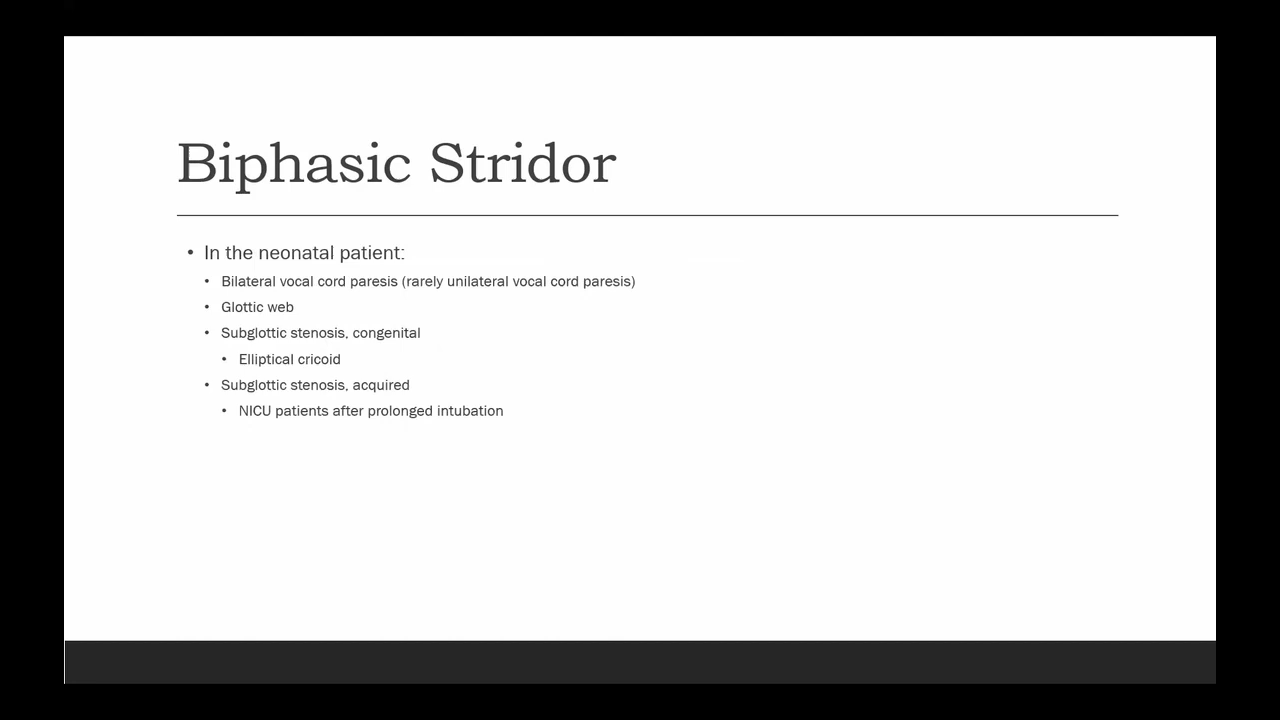 Biphasic Stridor
• In the neonatal patient:
• Bilateral vocal cord paresis (rarely unilateral vocal cord paresis)
• Glottic web
• Subglottic stenosis, congenital
• Elliptical cricoid
• Subglottic stenosis, acquired
• NICU patients after prolonged intubation